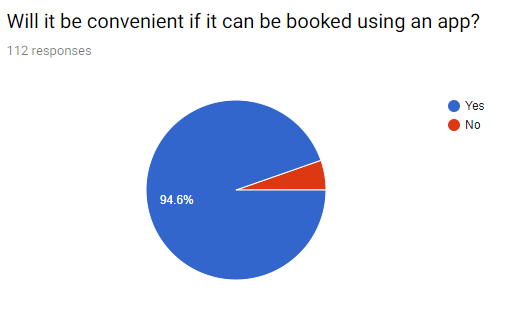 Will it be convenient if it can be booked using an app?
112 responses
Yes
No
94.6%